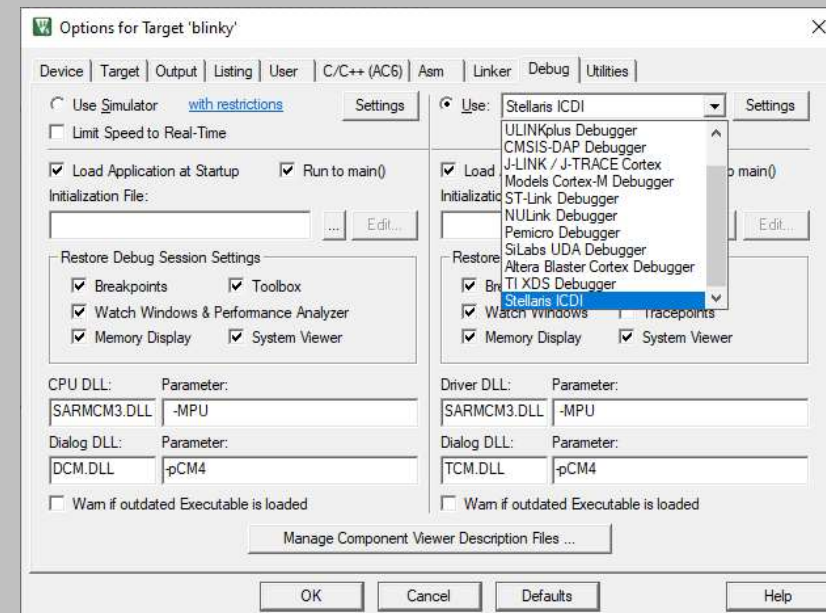 Options for Target 'blinky'
Device | Target | Output | Listing | User | C/C++ (AC6) | Asm | Linker | Debug | Utilities
Use Simulator with restrictions Settings
Limit Speed to Real-Time
Load Application at Startup Run to main()
Initialization File:
... Edit...
Restore Debug Session Settings
Breakpoints Toolbox
Watch Windows & Performance Analyzer
Memory Display System Viewer
CPU DLL: Parameter:
SARMCM3.DLL -MPU
Dialog DLL: Parameter:
DCM.DLL -pCM4
Warn if outdated Executable is loaded
Use: Stellaris ICDI Settings
ULINKplus Debugger
CMSIS-DAP Debugger
J-LINK / J-TRACE Cortex
Models Cortex-M Debugger
ST-Link Debugger
NULink Debugger
Pemicro Debugger
SiLabs UDA Debugger
Altera Blaster Cortex Debugger
TI XDS Debugger
Stellaris ICDI
Load
main()
Edit...
Restore
Watch Windows Tracepoints
Memory Display System Viewer
Driver DLL: Parameter:
SARMCM3.DLL -MPU
Dialog DLL: Parameter:
TCM.DLL -pCM4
Warn if outdated Executable is loaded
Manage Component Viewer Description Files ...
OK Cancel Defaults Help